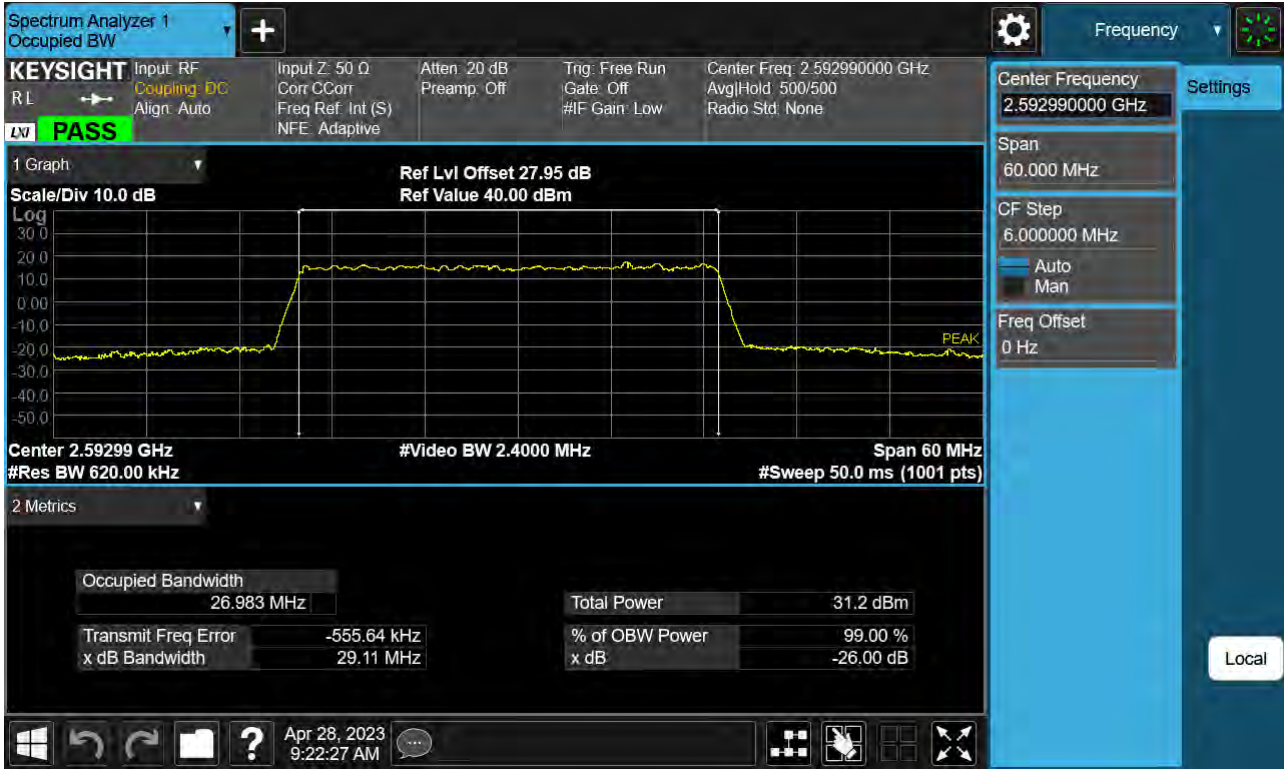 Spectrum Analyzer 1
Occupied BW
+
Frequency
KEYSIGHT
RL
LXI
PASS
Input: RF
Coupling: DC
Align: Auto
Input Z: 50 Ω
Corr CCorr
Freq Ref: Int (S)
NFE: Adaptive
Atten: 20 dB
Preamp: Off
Trig: Free Run
Gate: Off
#IF Gain: Low
Center Freq: 2.592990000 GHz
Avg|Hold: 500/500
Radio Std: None
Center Frequency
2.592990000 GHz
Settings
Span
60.000 MHz
CF Step
6.000000 MHz
Auto
Man
Freq Offset
0 Hz
Local
1 Graph
Scale/Div 10.0 dB
Ref Lvl Offset 27.95 dB
Ref Value 40.00 dBm
Log
30.0
20.0
10.0
0.00
-10.0
-20.0
-30.0
-40.0
-50.0
PEAK
Center 2.59299 GHz
#Video BW 2.4000 MHz
Span 60 MHz
#Res BW 620.00 kHz
#Sweep 50.0 ms (1001 pts)
2 Metrics
Occupied Bandwidth
26.983 MHz
Total Power 31.2 dBm
Transmit Freq Error -555.64 kHz
% of OBW Power 99.00 %
x dB Bandwidth 29.11 MHz
x dB -26.00 dB
?
Apr 28, 2023
9:22:27 AM